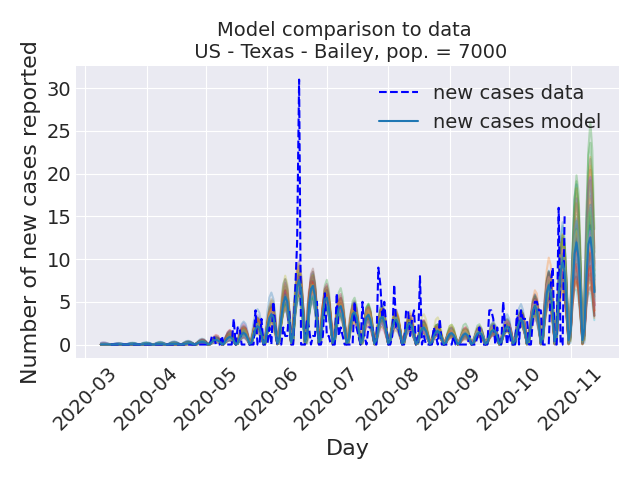 Model comparison to data
US - Texas - Bailey, pop. = 7000
Number of new cases reported
30
25
20
15
10
5
0
new cases data
new cases model
2020-03
2020-04
2020-05
2020-06
2020-07
2020-08
2020-09
2020-10
2020-11
Day